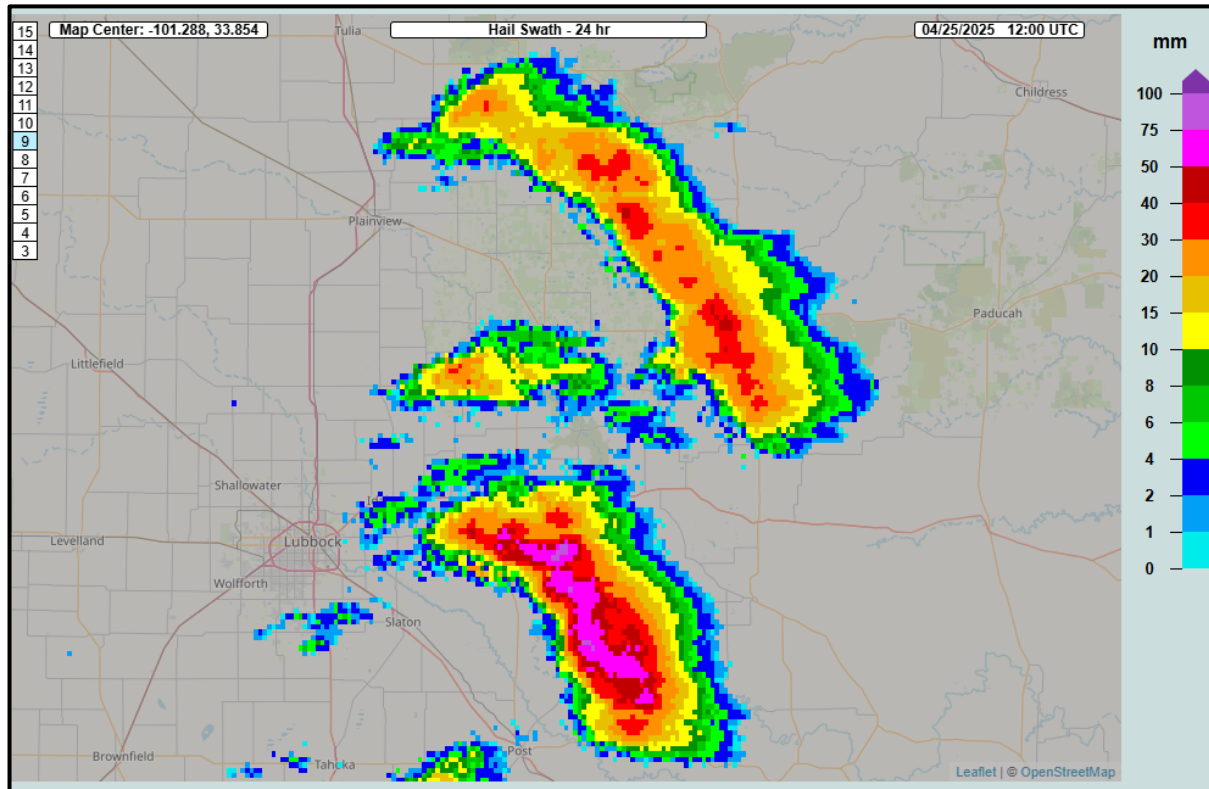 15
14
13
12
11
10
9
8
7
6
5
4
3
Map Center: -101.288, 33.854
Hail Swath - 24 hr
04/25/2025 12:00 UTC
mm
100
75
50
40
30
20
15
10
8
6
4
2
1
0
Tulia
Childress
Plainview
Paducah
Littlefield
Shallowater
Levelland
Lubbock
Wolfforth
Slaton
Brownfield
Tahoka
Post
Leaflet | © OpenStreetMap